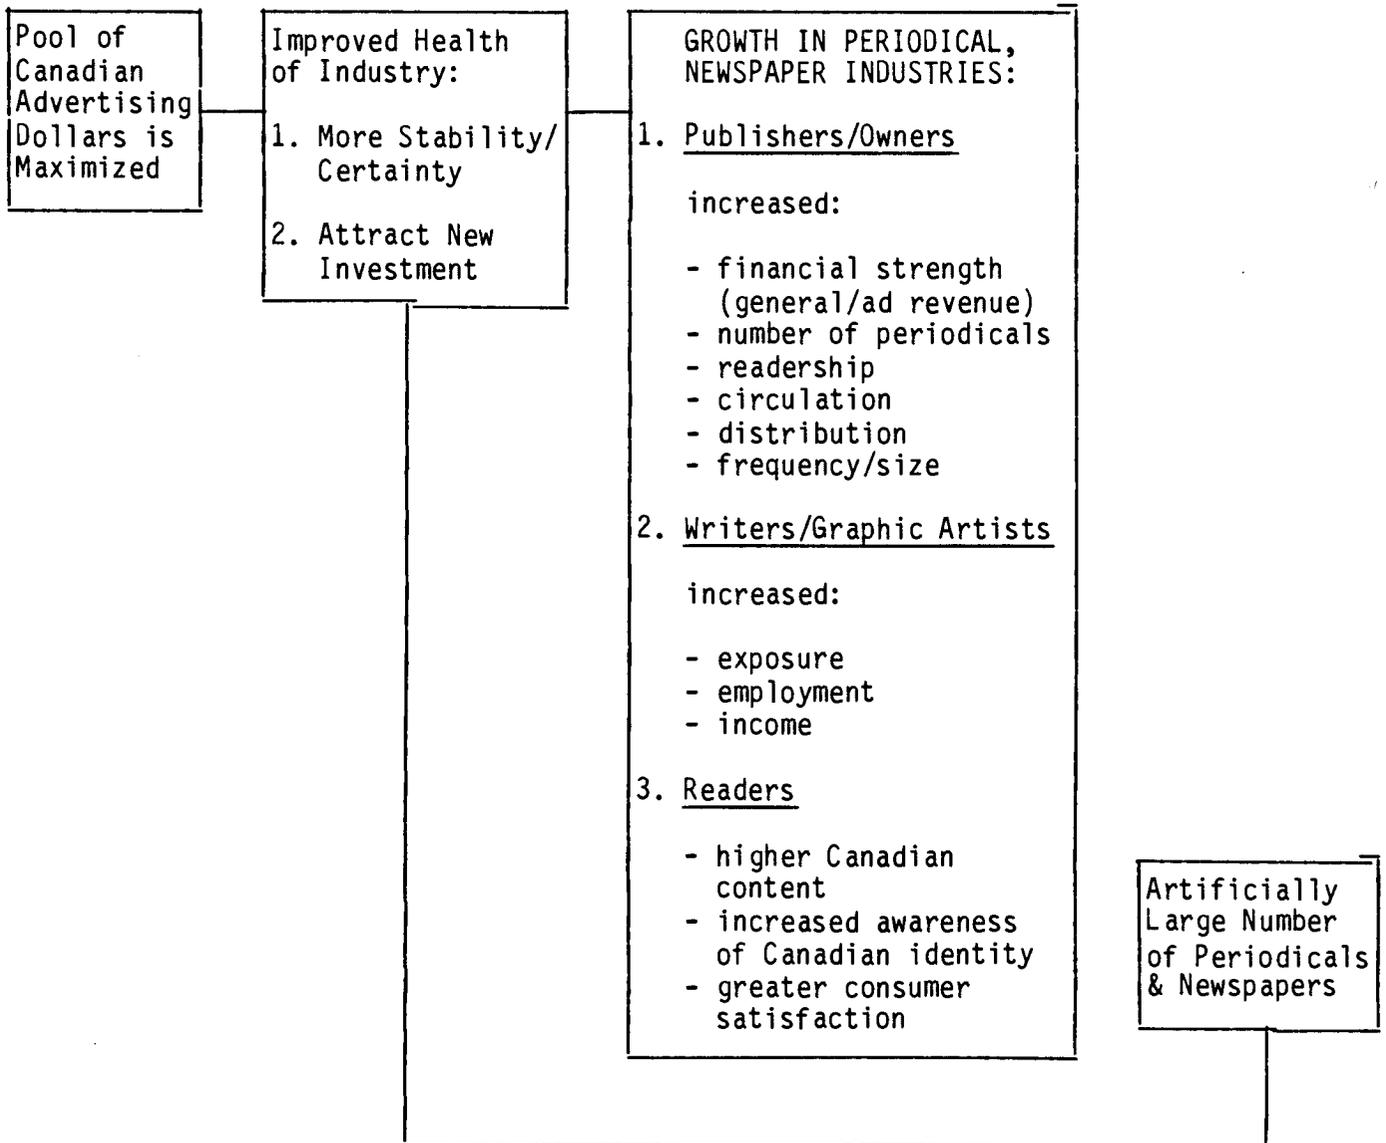 Pool of
Canadian
Advertising
Dollars is
Maximized
Improved Health
of Industry:
1. More Stability/
Certainty
2. Attract New
Investment
GROWTH IN PERIODICAL,
NEWSPAPER INDUSTRIES:
1. Publishers/Owners
increased:
- financial strength
(general/ad revenue)
- number of periodicals
- readership
- circulation
- distribution
- frequency/size
2. Writers/Graphic Artists
increased:
- exposure
- employment
- income
3. Readers
- higher Canadian
content
- increased awareness
of Canadian identity
- greater consumer
satisfaction
Artificially
Large Number
of Periodicals
& Newspapers